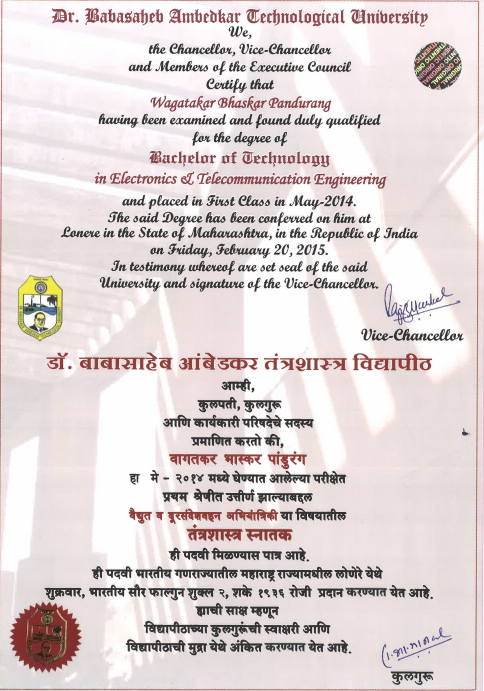 Dr. Babasaheb Ambedkar Technological University
We,
the Chancellor, Vice-Chancellor
and Members of the Executive Council
Certify that
Wagatakar Bhaskar Pandurang
having been examined and found duly qualified
for the degree of
Bachelor of Technology
in Electronics & Telecommunication Engineering
and placed in First Class in May-2014.
The said Degree has been conferred on him at
Lonere in the State of Maharashtra, in the Republic of India
on Friday, February 20, 2015.
In testimony whereof are set seal of the said
University and signature of the Vice-Chancellor.
Vice-Chancellor
डॉ. बाबासाहेब आंबेडकर तंत्रशास्त्र विद्यापीठ
आम्ही,
कुलपती, कुलगुरू
आणि कार्यकारी परिषदेचे सदस्य
प्रमाणित करतो की,
वागतकर भास्कर पांडुरंग
हा मे - २०१४ मध्ये घेण्यात आलेल्या परीक्षेत
प्रथम श्रेणीत उत्तीर्ण झाल्याबद्दल
वैद्युत व दूरसंदेशवहन अभियांत्रिकी या विषयातील
तंत्रशास्त्र स्नातक
ही पदवी मिळण्यास पात्र आहे.
ही पदवी भारतीय गणराज्यातील महाराष्ट्र राज्यामधील लोणेरे येथे
शुक्रवार, भारतीय सौर फाल्गुन शुक्ल २, शके १९३६ रोजी प्रदान करण्यात येत आहे.
ह्याची साक्ष म्हणून
विद्यापीठाच्या कुलगुरूंची स्वाक्षरी आणि
विद्यापीठाची मुद्रा येथे अंकित करण्यात येत आहे.
कुलगुरू